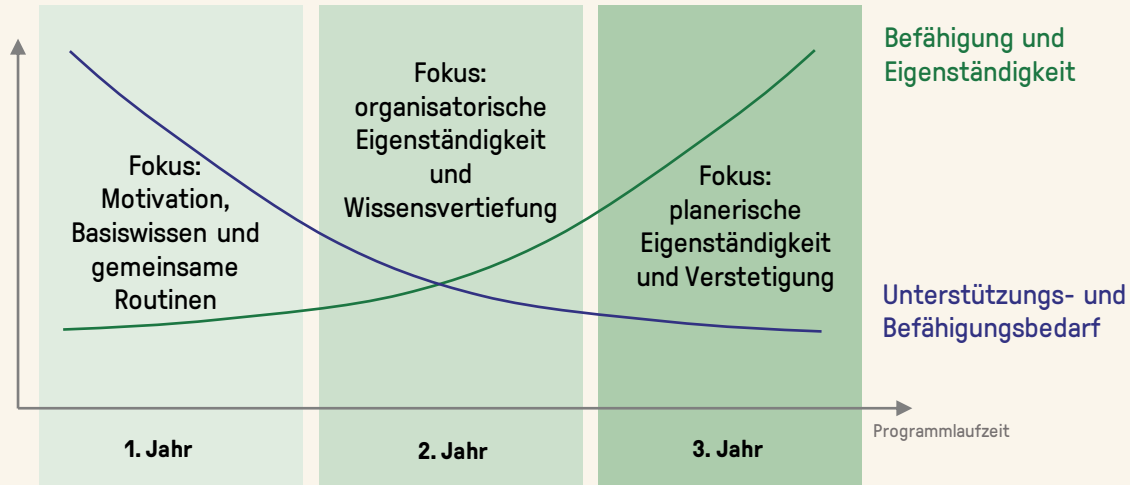 Befähigung und
Eigenständigkeit
Fokus:
Motivation,
Basiswissen und
gemeinsame
Routinen
Fokus:
organisatorische
Eigenständigkeit
und
Wissensvertiefung
Fokus:
planerische
Eigenständigkeit
und Verstetigung
Unterstützungs- und
Befähigungsbedarf
Programmlaufzeit
1. Jahr
2. Jahr
3. Jahr